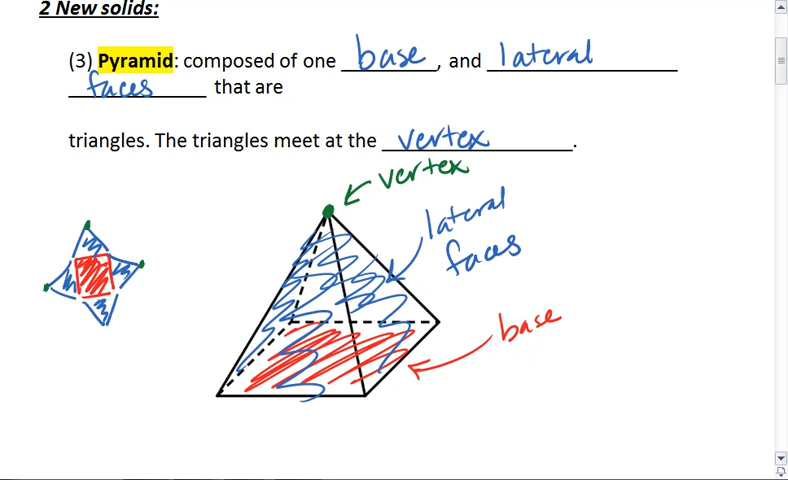 2 New solids:
(3) Pyramid: composed of one base, and lateral
faces that are
triangles. The triangles meet at the vertex.
vertex
lateral
faces
base